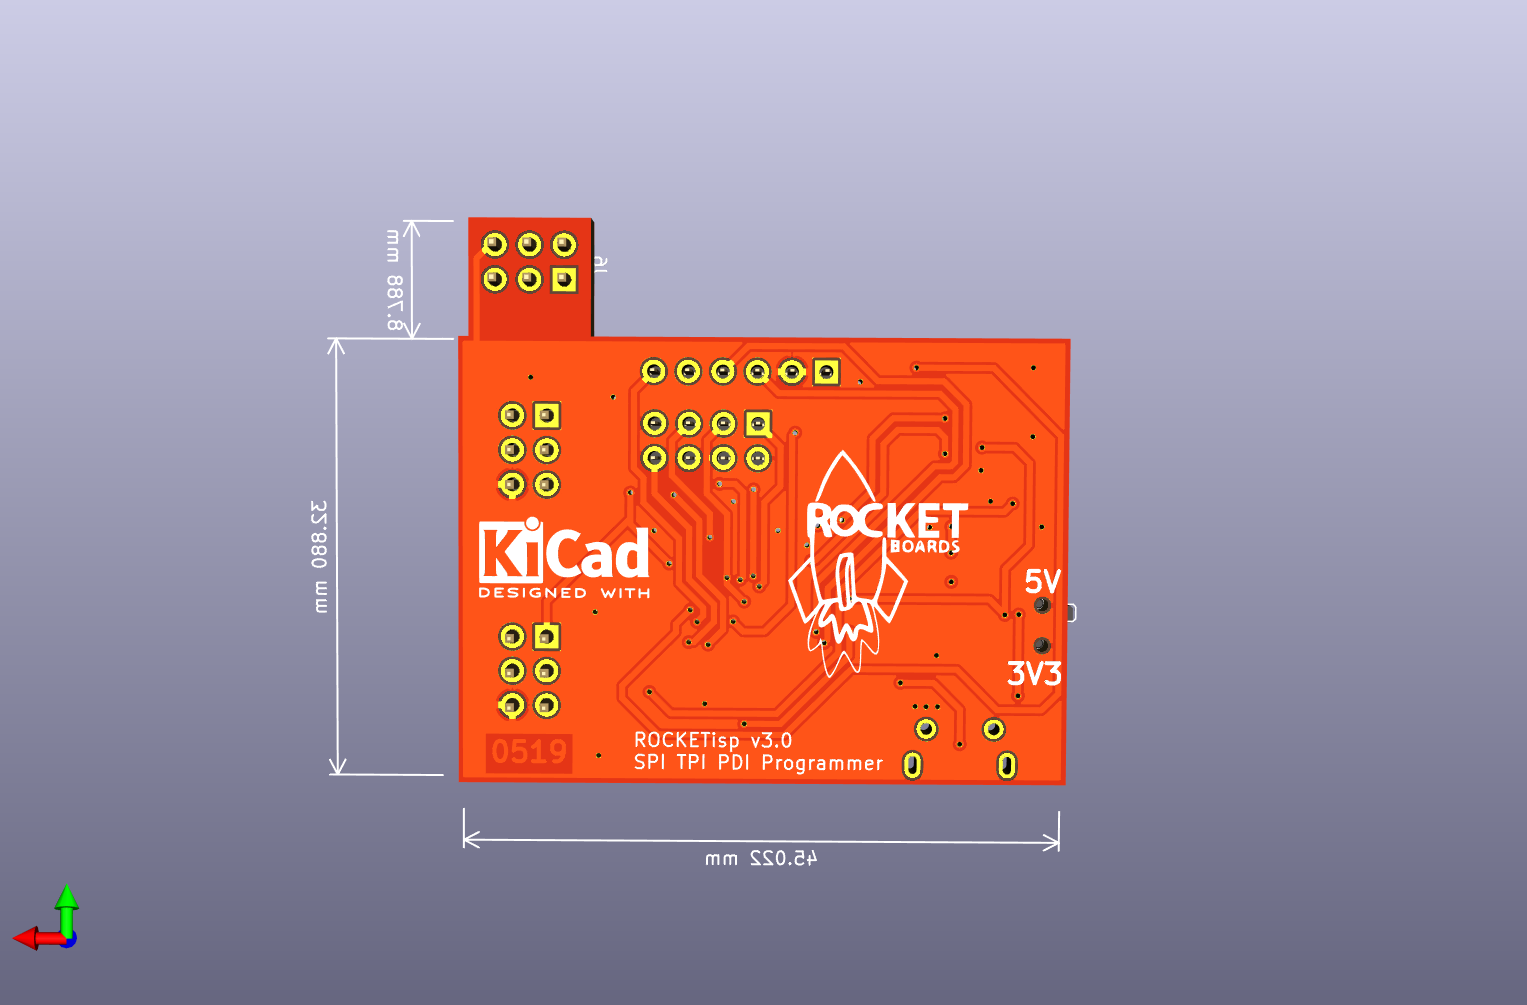 8.788 mm
32.880 mm
ROCKET
BOARDS
KiCad
DESIGNED WITH
5V
3V3
0519
ROCKETisp v3.0
SPI TPI PDI Programmer
45.022 mm